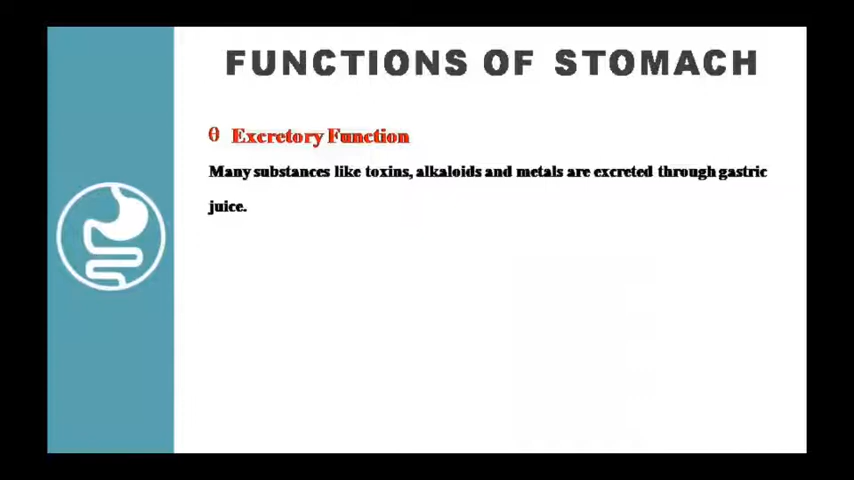 FUNCTIONS OF STOMACH
θ Excretory Function
Many substances like toxins, alkaloids and metals are excreted through gastric
juice.